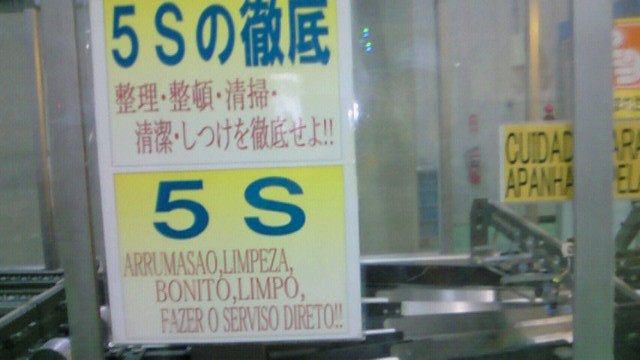 5Sの徹底
整理・整頓・清掃・
清潔・しつけを徹底せよ!!
5S
ARRUMASAO,LIMPEZA,
BONITO,LIMPO,
FAZER O SERVISO DIRETO!!
CUIDAD
APANHA